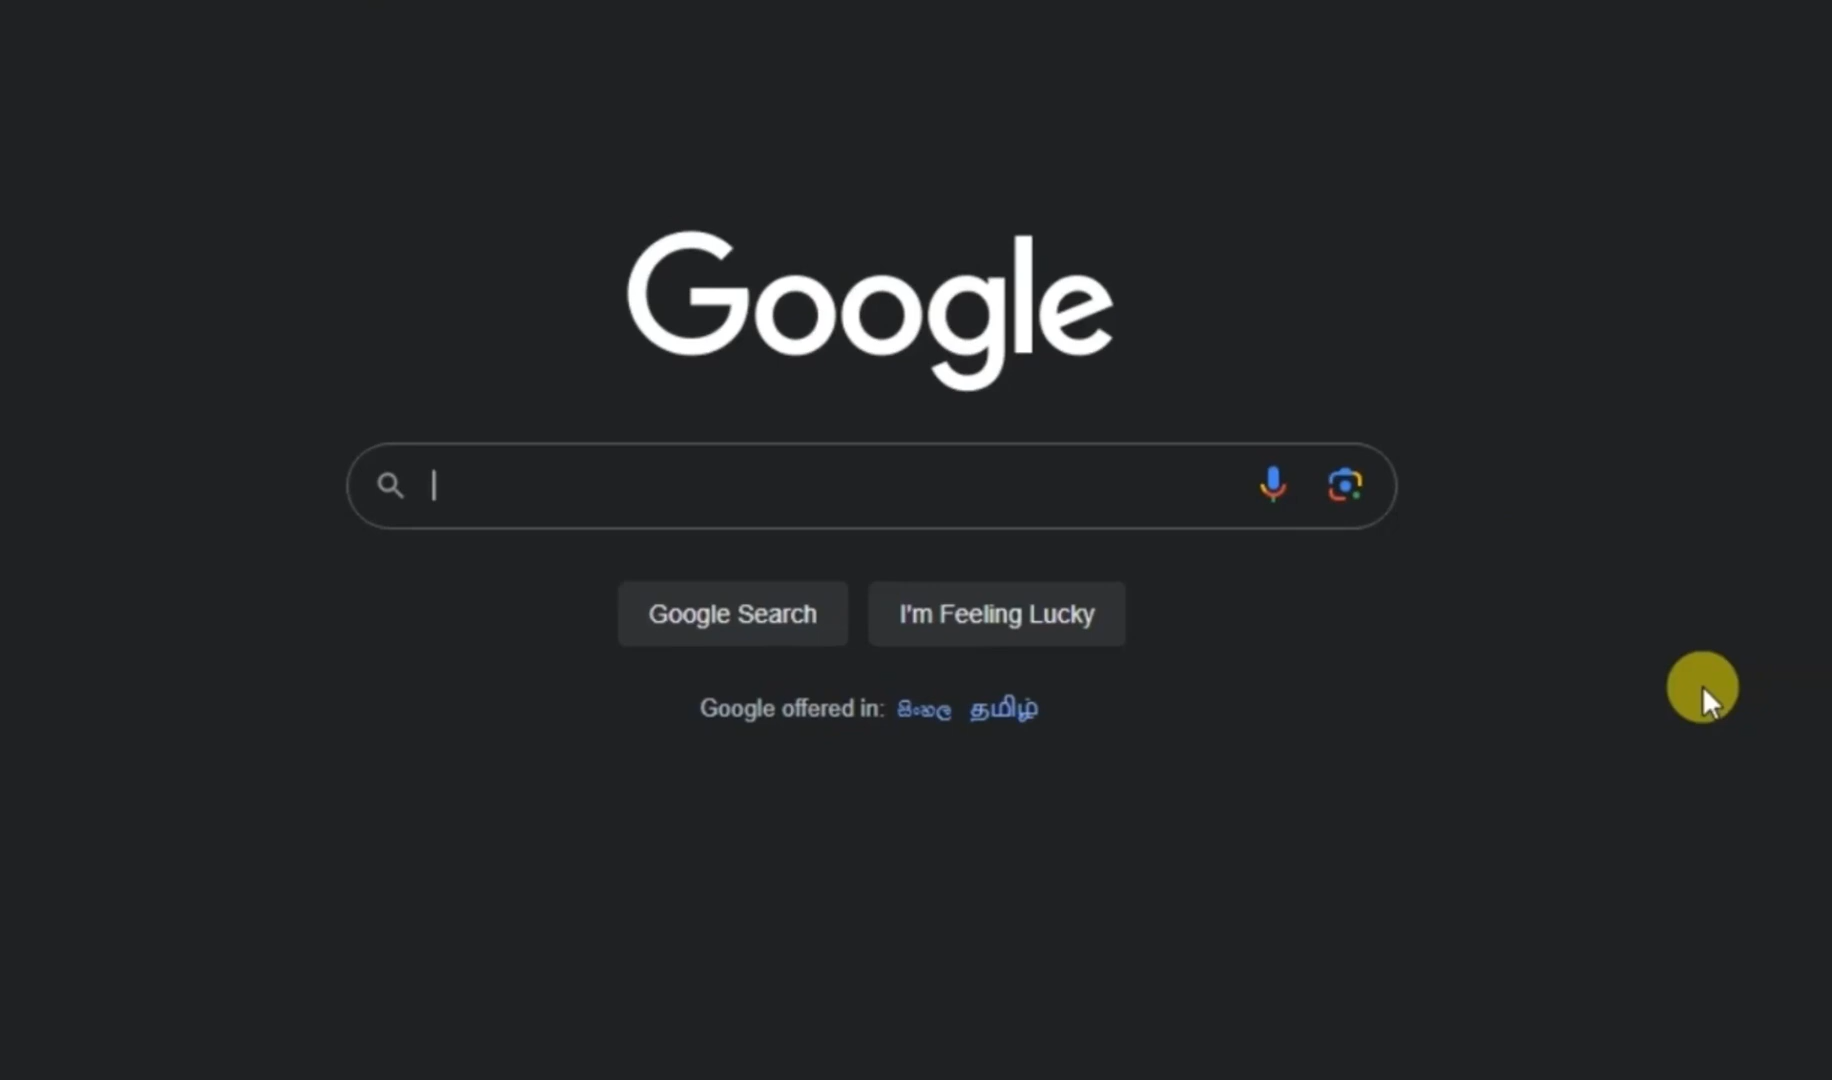 Google
Google Search
I'm Feeling Lucky
Google offered in: සිංහල தமிழ்